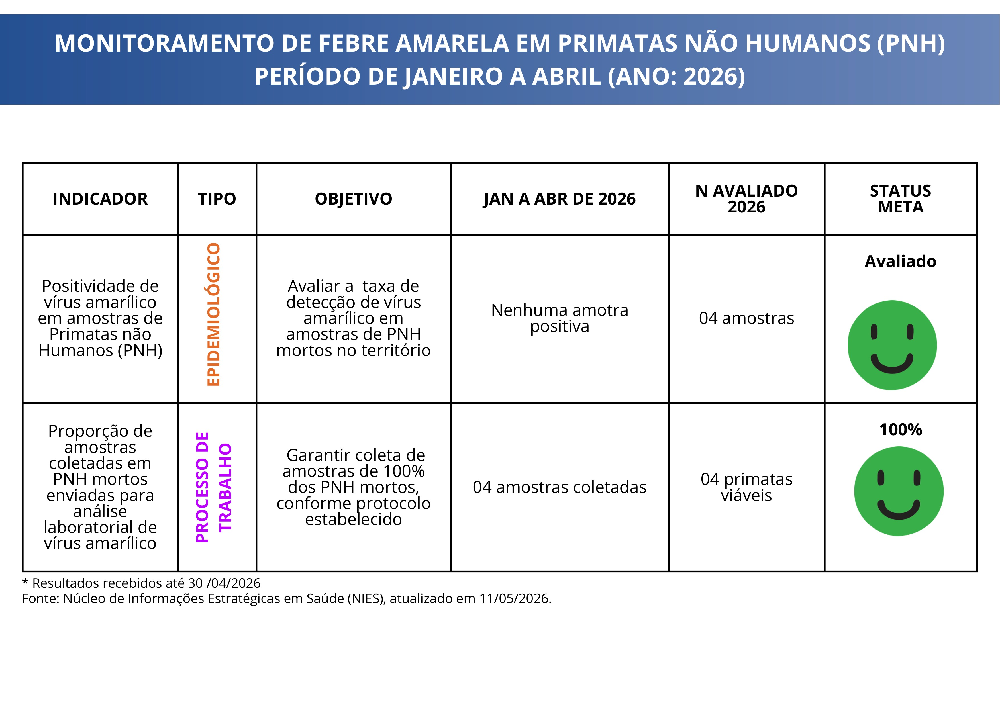 MONITORAMENTO DE FEBRE AMARELA EM PRIMATAS NÃO HUMANOS (PNH)
PERÍODO DE JANEIRO A ABRIL (ANO: 2026)
INDICADOR
TIPO
OBJETIVO
JAN A ABR DE 2026
N AVALIADO
2026
STATUS
META
Positividade de
vírus amarílico
em amostras de
Primatas não
Humanos (PNH)
EPIDEMIOLÓGICO
Avaliar a  taxa de
detecção de vírus
amarílico em
amostras de PNH
mortos no território
Nenhuma amotra
positiva
04 amostras
Avaliado
Proporção de
amostras
coletadas em
PNH mortos
enviadas para
análise
laboratorial de
vírus amarílico
PROCESSO DE
TRABALHO
Garantir coleta de
amostras de 100%
dos PNH mortos,
conforme protocolo
estabelecido
04 amostras coletadas
04 primatas
viáveis
100%
* Resultados recebidos até 30 /04/2026
Fonte: Núcleo de Informações Estratégicas em Saúde (NIES), atualizado em 11/05/2026.